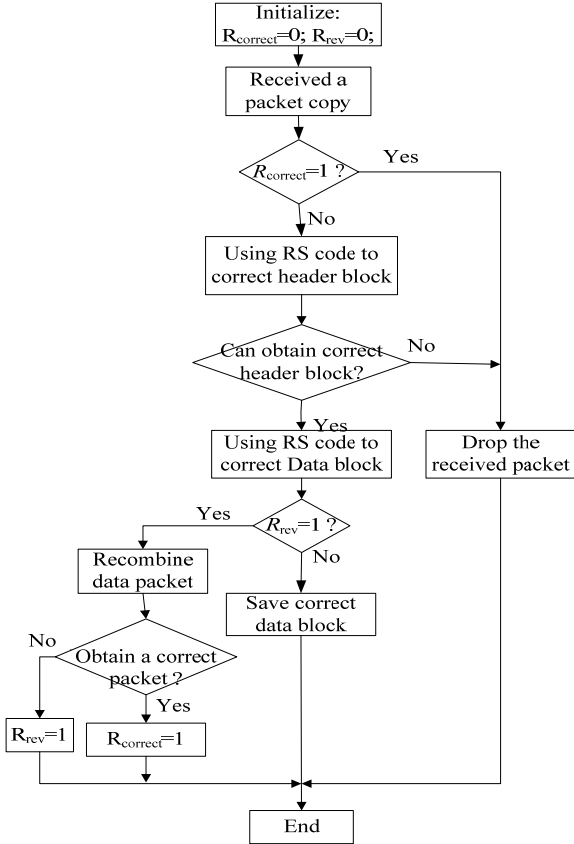 Initialize:
Rcorrect=0; Rrev=0;
Received a
packet copy
Rcorrect=1 ?
Yes
No
Using RS code to
correct header block
Can obtain correct
header block?
No
Yes
Using RS code to
correct Data block
Drop the
received packet
Rrev=1 ?
Yes
No
Recombine
data packet
Save correct
data block
Obtain a correct
packet ?
No
Yes
Rrev=1
Rcorrect=1
End